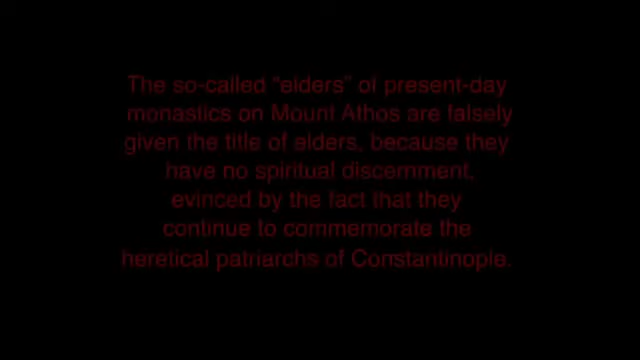 The so-called “elders” of present-day
monastics on Mount Athos are falsely
given the title of elders, because they
have no spiritual discernment,
evinced by the fact that they
continue to commemorate the
heretical patriarchs of Constantinople.